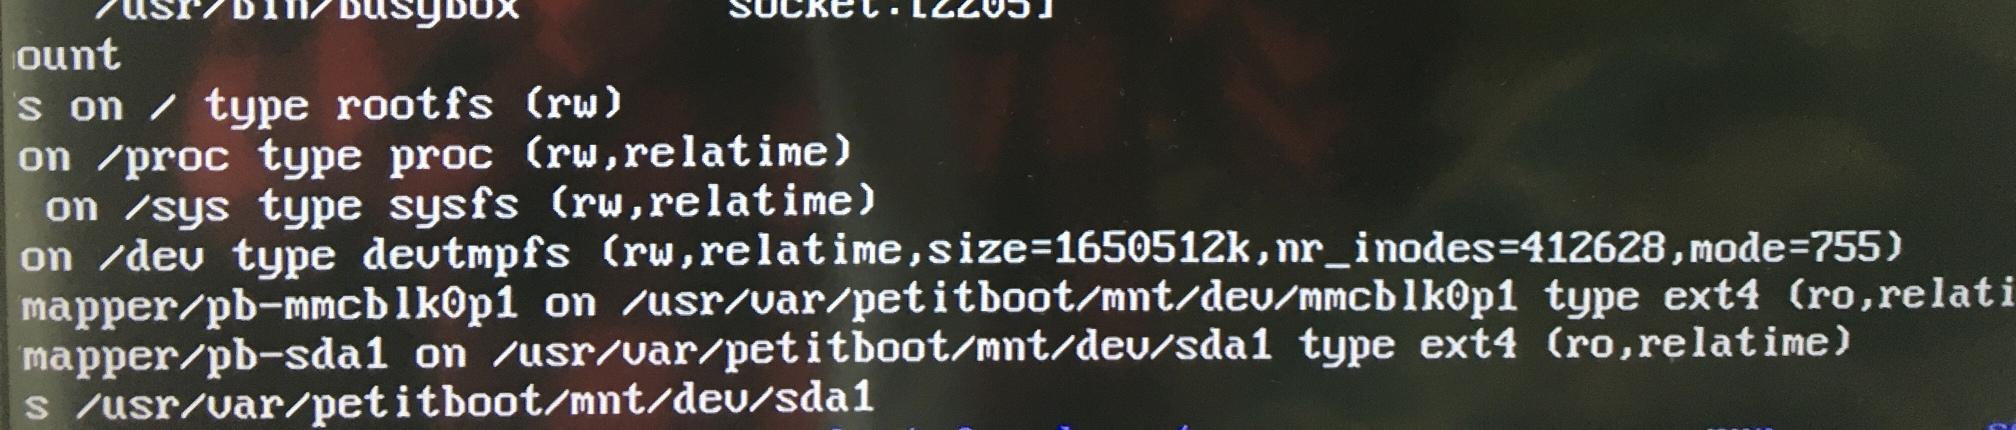 /usr/bin/busybox socket:[2205]
ount
s on / type rootfs (rw)
on /proc type proc (rw,relatime)
on /sys type sysfs (rw,relatime)
on /dev type devtmpfs (rw,relatime,size=1650512k,nr_inodes=412628,mode=755)
mapper/pb-mmcblk0p1 on /usr/var/petitboot/mnt/dev/mmcblk0p1 type ext4 (ro,relati
mapper/pb-sda1 on /usr/var/petitboot/mnt/dev/sda1 type ext4 (ro,relatime)
s /usr/var/petitboot/mnt/dev/sda1